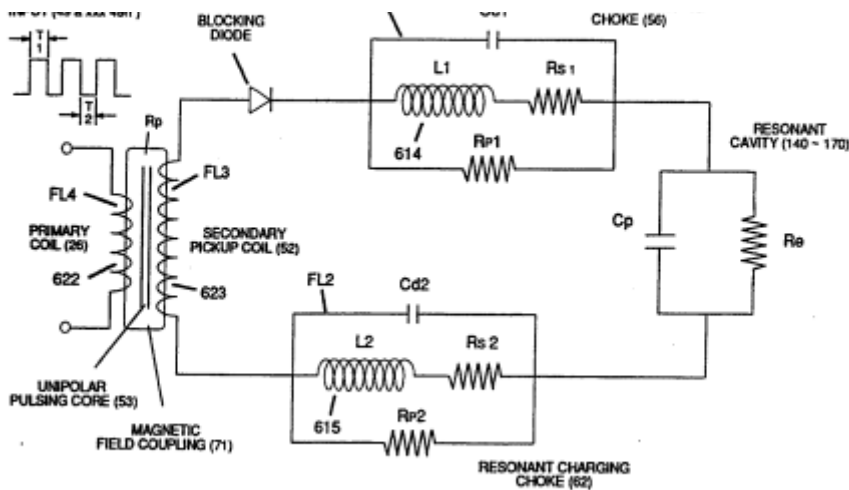 BLOCKING
DIODE
CHOKE (56)
T
1
T
2
L1
Rs 1
Rp
614
Rp1
RESONANT
CAVITY (140 ~ 170)
FL4
FL3
PRIMARY
COIL (26)
SECONDARY
PICKUP COIL (52)
Cp
Re
622
623
FL2
Cd2
L2
Rs 2
UNIPOLAR
PULSING CORE (53)
615
Rp2
MAGNETIC
FIELD COUPLING (71)
RESONANT CHARGING
CHOKE (62)